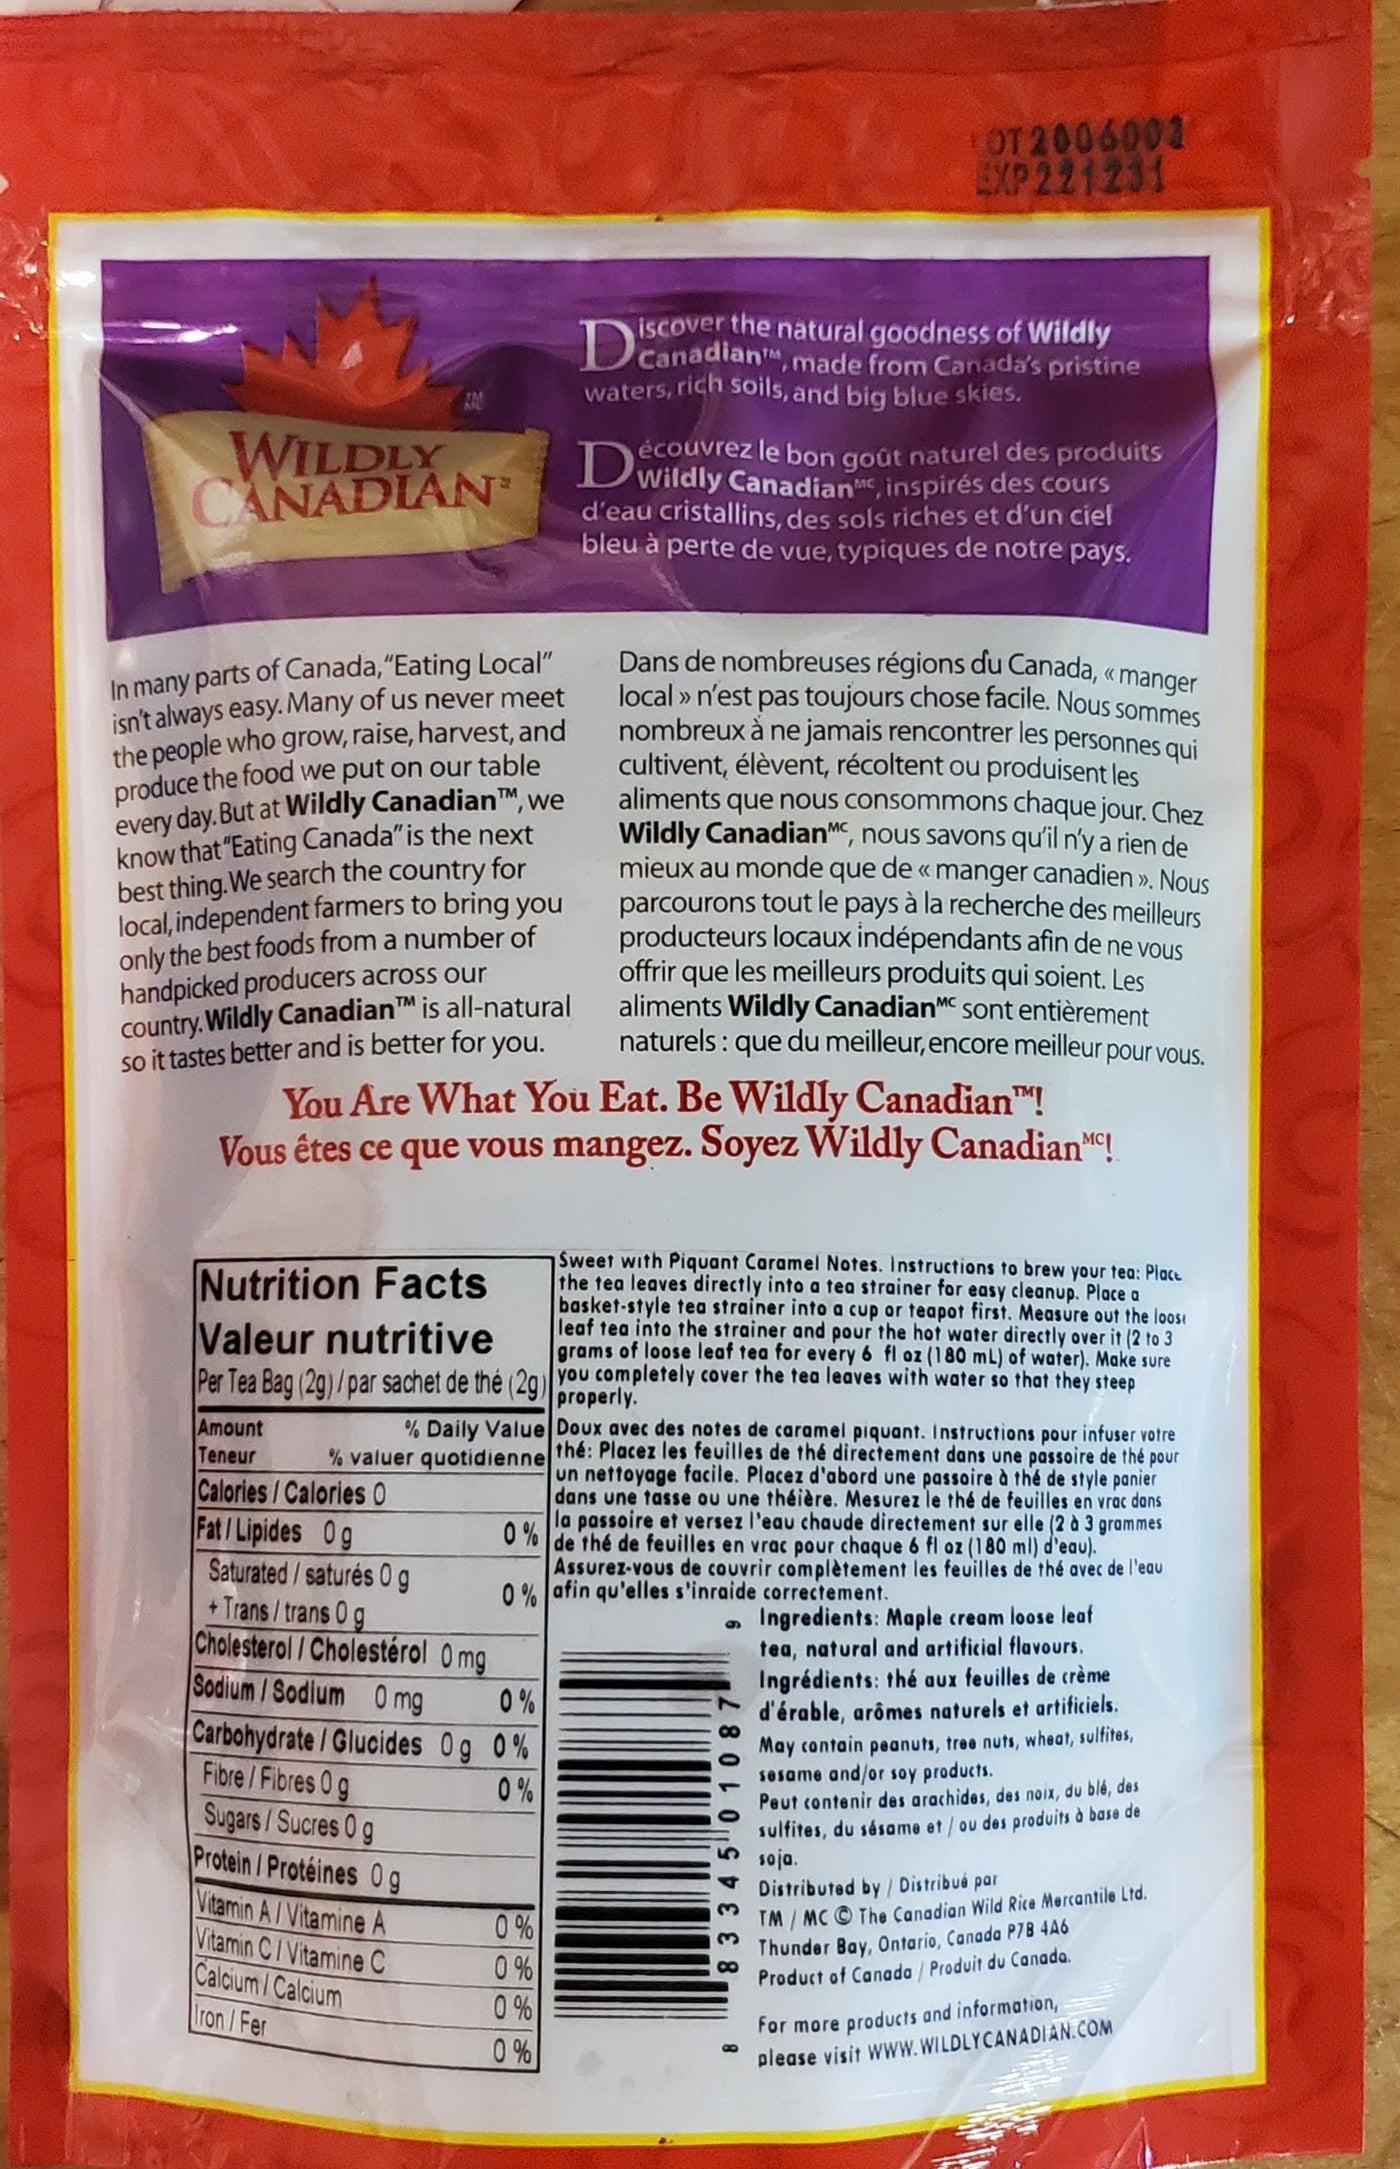 LOT 2006003
EXP 221231
TM
MC
WILDLY
CANADIAN™
Discover the natural goodness of Wildly
Canadian™, made from Canada's pristine
waters, rich soils, and big blue skies.
Découvrez le bon goût naturel des produits
Wildly Canadianᴹᶜ, inspirés des cours
d'eau cristallins, des sols riches et d'un ciel
bleu à perte de vue, typiques de notre pays.
In many parts of Canada, "Eating Local"
isn't always easy. Many of us never meet
the people who grow, raise, harvest, and
produce the food we put on our table
every day. But at Wildly Canadian™, we
know that "Eating Canada" is the next
best thing. We search the country for
local, independent farmers to bring you
only the best foods from a number of
handpicked producers across our
country. Wildly Canadian™ is all-natural
so it tastes better and is better for you.
Dans de nombreuses régions du Canada, « manger
local » n'est pas toujours chose facile. Nous sommes
nombreux à ne jamais rencontrer les personnes qui
cultivent, élèvent, récoltent ou produisent les
aliments que nous consommons chaque jour. Chez
Wildly Canadianᴹᶜ, nous savons qu'il n'y a rien de
mieux au monde que de « manger canadien ». Nous
parcourons tout le pays à la recherche des meilleurs
producteurs locaux indépendants afin de ne vous
offrir que les meilleurs produits qui soient. Les
aliments Wildly Canadianᴹᶜ sont entièrement
naturels : que du meilleur, encore meilleur pour vous.
You Are What You Eat. Be Wildly Canadian™!
Vous êtes ce que vous mangez. Soyez Wildly Canadianᴹᶜ!
Nutrition Facts
Valeur nutritive
Per Tea Bag (2g) / par sachet de thé (2g)
Amount % Daily Value
Teneur % valuer quotidienne
Calories / Calories 0
Fat / Lipides 0 g 0 %
Saturated / saturés 0 g
+ Trans / trans 0 g 0 %
Cholesterol / Cholestérol 0 mg
Sodium / Sodium 0 mg 0 %
Carbohydrate / Glucides 0 g 0 %
Fibre / Fibres 0 g 0 %
Sugars / Sucres 0 g
Protein / Protéines 0 g
Vitamin A / Vitamine A 0 %
Vitamin C / Vitamine C 0 %
Calcium / Calcium 0 %
Iron / Fer 0 %
Sweet with Piquant Caramel Notes. Instructions to brew your tea: Place
the tea leaves directly into a tea strainer for easy cleanup. Place a
basket-style tea strainer into a cup or teapot first. Measure out the loose
leaf tea into the strainer and pour the hot water directly over it (2 to 3
grams of loose leaf tea for every 6 fl oz (180 mL) of water). Make sure
you completely cover the tea leaves with water so that they steep
properly.
Doux avec des notes de caramel piquant. Instructions pour infuser votre
thé: Placez les feuilles de thé directement dans une passoire de thé pour
un nettoyage facile. Placez d'abord une passoire à thé de style panier
dans une tasse ou une théière. Mesurez le thé de feuilles en vrac dans
la passoire et versez l'eau chaude directement sur elle (2 à 3 grammes
de thé de feuilles en vrac pour chaque 6 fl oz (180 ml) d'eau).
Assurez-vous de couvrir complètement les feuilles de thé avec de l'eau
afin qu'elles s'inraide correctement.
8 83345 01087 9
Ingredients: Maple cream loose leaf
tea, natural and artificial flavours.
Ingrédients: thé aux feuilles de crème
d'érable, arômes naturels et artificiels.
May contain peanuts, tree nuts, wheat, sulfites,
sesame and/or soy products.
Peut contenir des arachides, des noix, du blé, des
sulfites, du sésame et / ou des produits à base de
soja.
Distributed by / Distribué par
TM / MC © The Canadian Wild Rice Mercantile Ltd.
Thunder Bay, Ontario, Canada P7B 4A6
Product of Canada / Produit du Canada.
For more products and information,
please visit WWW.WILDLYCANADIAN.COM